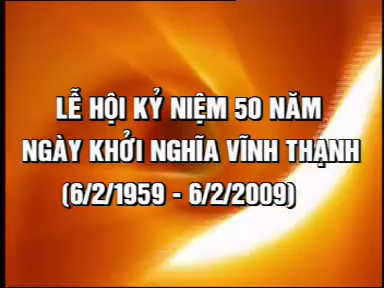 LỄ HỘI KỶ NIỆM 50 NĂM
NGÀY KHỞI NGHĨA VĨNH THẠNH
(6/2/1959 - 6/2/2009)